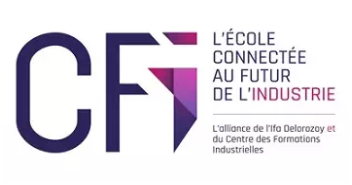 CFi
L'ÉCOLE
CONNECTÉE
AU FUTUR
DE L'INDUSTRIE
L'alliance de l'Ifa Delorozoy et
du Centre des Formations
Industrielles